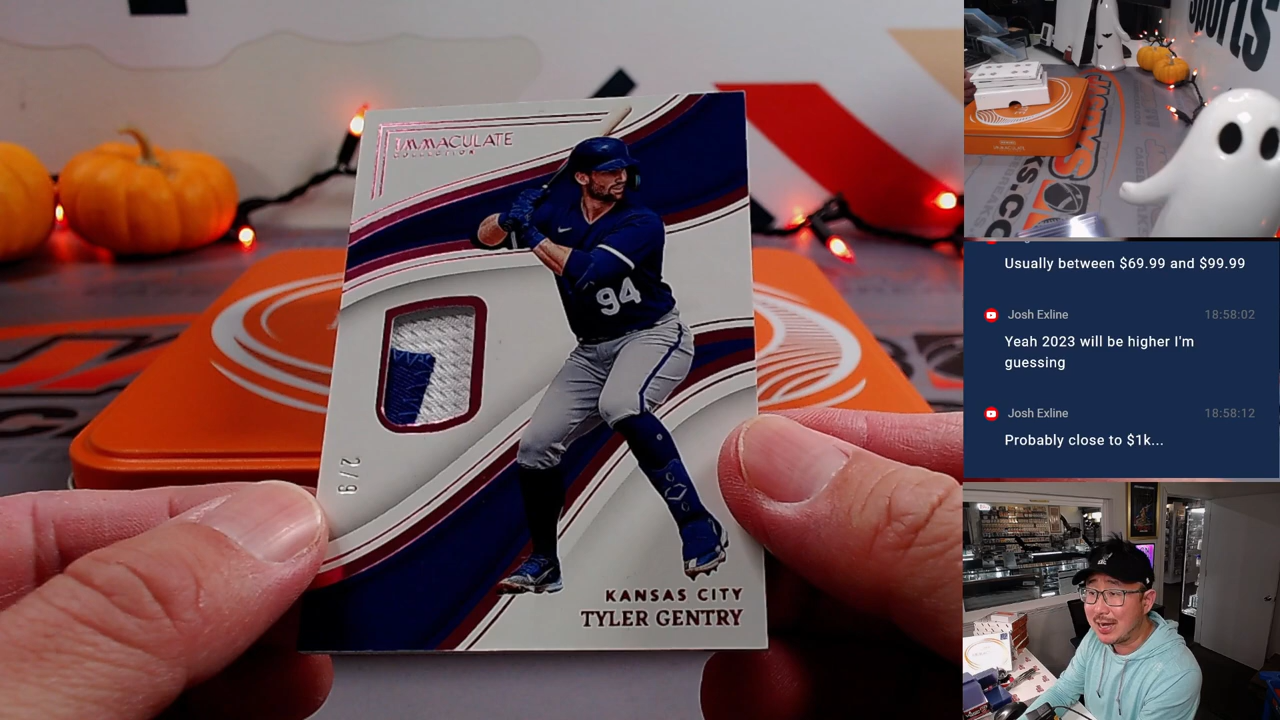 IMMACULATE
COLLECTION
94
2/9
KANSAS CITY
TYLER GENTRY
sports
Usually between $69.99 and $99.99
Josh Exline
18:58:02
Yeah 2023 will be higher I'm
guessing
Josh Exline
18:58:12
Probably close to $1k...